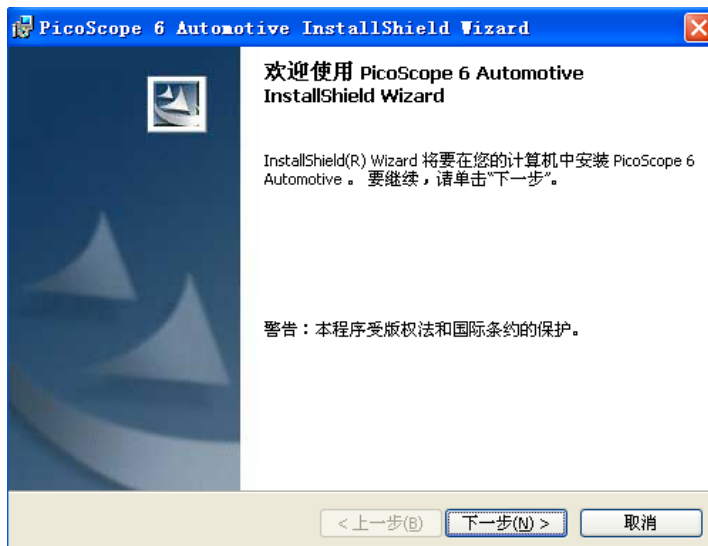 PicoScope 6 Automotive InstallShield Wizard
欢迎使用 PicoScope 6 Automotive
InstallShield Wizard
InstallShield(R) Wizard 将要在您的计算机中安装 PicoScope 6
Automotive 。 要继续，请单击“下一步”。
警告：本程序受版权法和国际条约的保护。
< 上一步(B)
下一步(N) >
取消